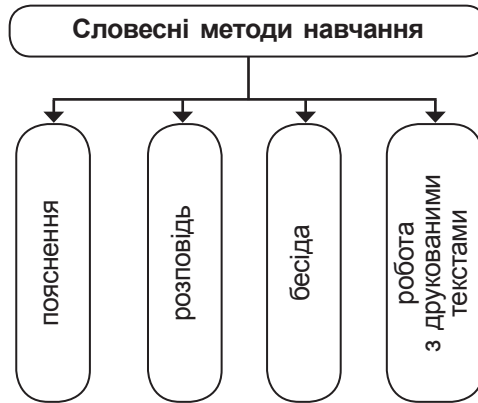 Словесні методи навчання
пояснення
розповідь
бесіда
робота
з друкованими
текстами